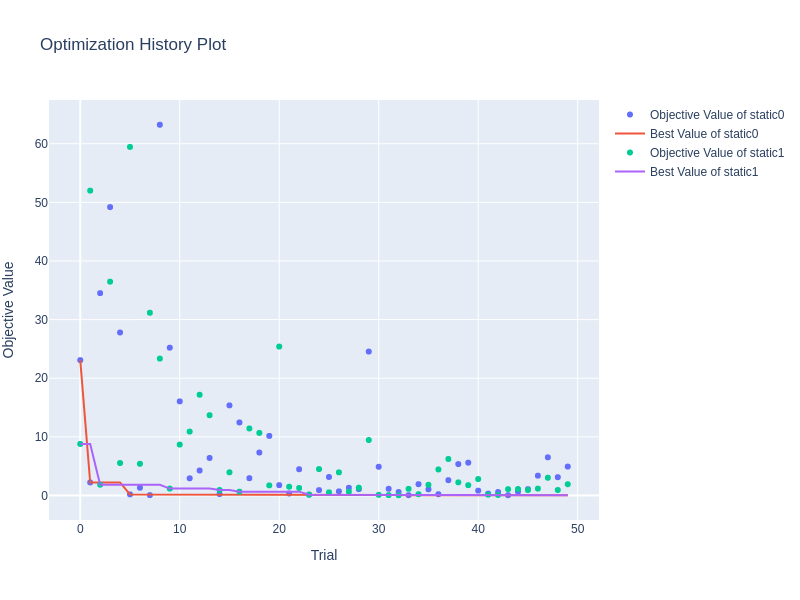 Optimization History Plot
Objective Value of static0
Best Value of static0
Objective Value of static1
Best Value of static1
60
50
40
30
20
10
0
Objective Value
0 10 20 30 40 50
Trial